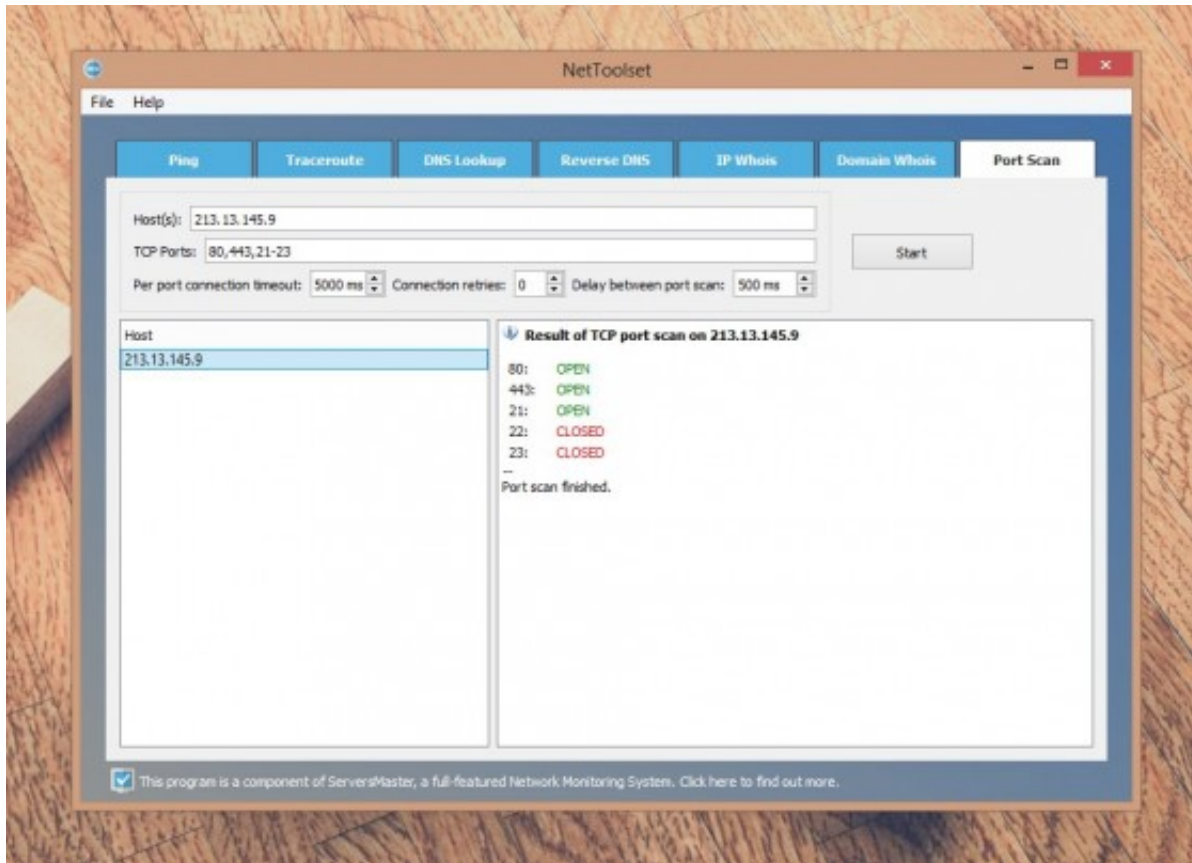 NetToolset
File Help
Ping Traceroute DNS Lookup Reverse DNS IP Whois Domain Whois Port Scan
Host(s): 213.13.145.9
TCP Ports: 80,443,21-23
Start
Per port connection timeout: 5000 ms Connection retries: 0 Delay between port scan: 500 ms
Host
213.13.145.9
Result of TCP port scan on 213.13.145.9
80: OPEN
443: OPEN
21: OPEN
22: CLOSED
23: CLOSED
--
Port scan finished.
This program is a component of ServersMaster, a full-featured Network Monitoring System. Click here to find out more.